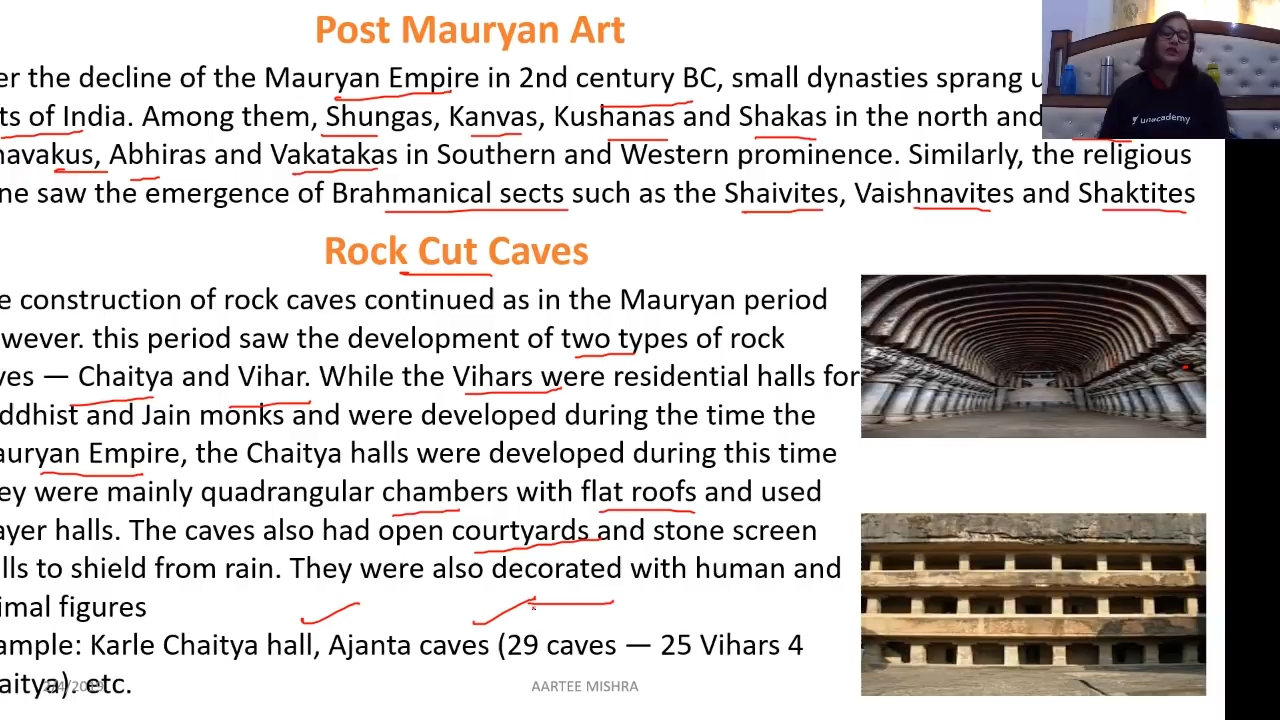 Post Mauryan Art
er the decline of the Mauryan Empire in 2nd century BC, small dynasties sprang u
ts of India. Among them, Shungas, Kanvas, Kushanas and Shakas in the north and
unacademy
navakus, Abhiras and Vakatakas in Southern and Western prominence. Similarly, the religious
ne saw the emergence of Brahmanical sects such as the Shaivites, Vaishnavites and Shaktites
Rock Cut Caves
e construction of rock caves continued as in the Mauryan period
wever. this period saw the development of two types of rock
ves — Chaitya and Vihar. While the Vihars were residential halls for
ddhist and Jain monks and were developed during the time the
auryan Empire, the Chaitya halls were developed during this time
ey were mainly quadrangular chambers with flat roofs and used
ayer halls. The caves also had open courtyards and stone screen
lls to shield from rain. They were also decorated with human and
imal figures
ample: Karle Chaitya hall, Ajanta caves (29 caves — 25 Vihars 4
aitya). etc.
AARTEE MISHRA